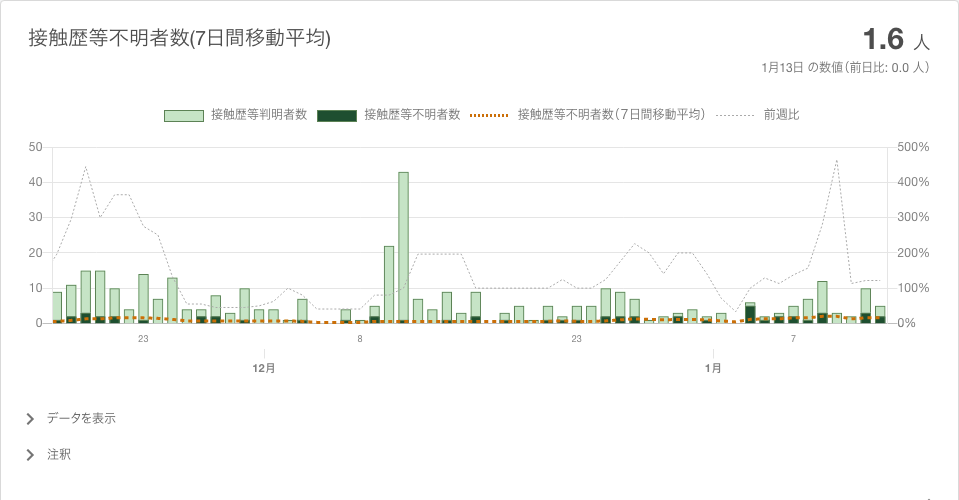 接触歴等不明者数(7日間移動平均)
1.6 人
1月13日 の数値（前日比: 0.0 人）
接触歴等判明者数 接触歴等不明者数 接触歴等不明者数（7日間移動平均） 前週比
50 500%
40 400%
30 300%
20 200%
10 100%
0 0%
23 8 23 7
12月 1月
データを表示
注釈